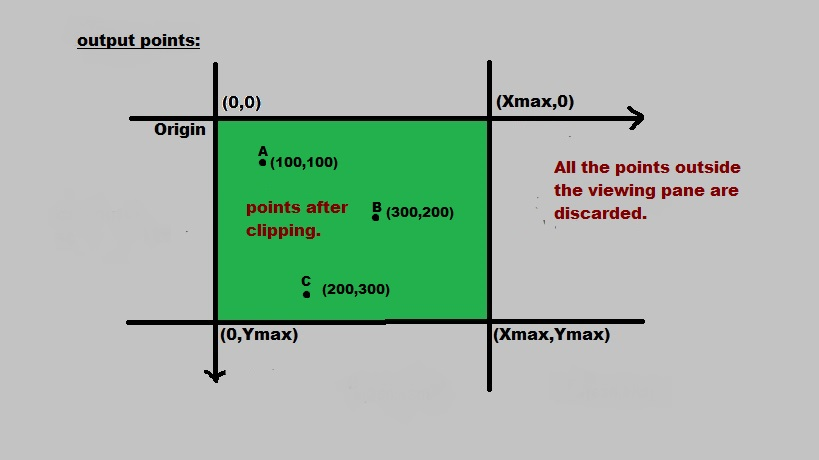 output points:
(0,0)
(Xmax,0)
Origin
A
(100,100)
All the points outside
the viewing pane are
discarded.
points after
clipping.
B
(300,200)
C
(200,300)
(0,Ymax)
(Xmax,Ymax)